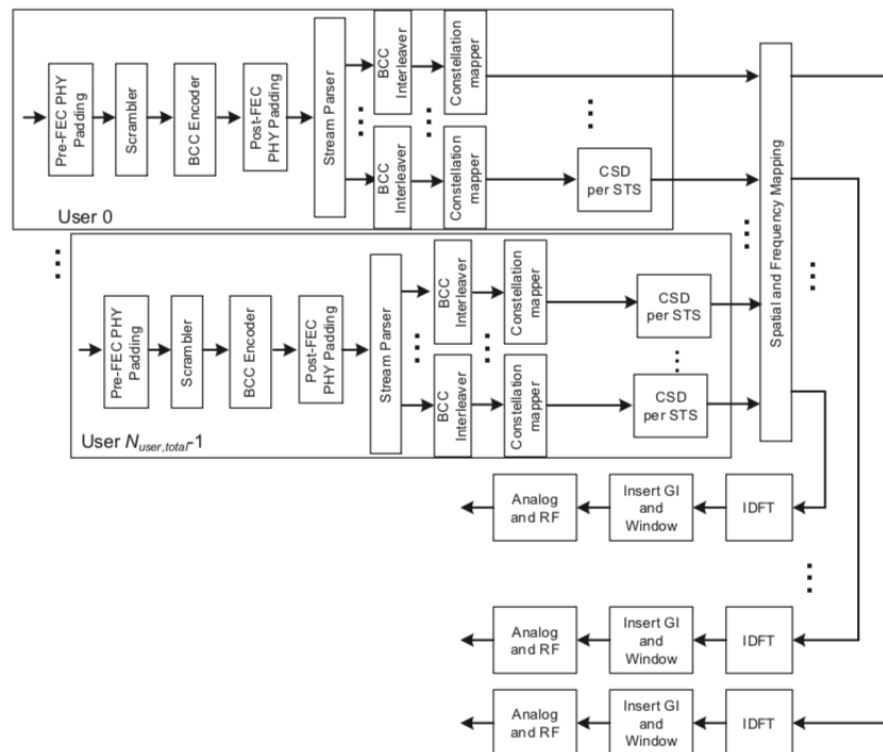 Pre-FEC PHY
Padding
Scrambler
BCC Encoder
Post-FEC
PHY Padding
Stream Parser
BCC
Interleaver
Constellation
mapper
BCC
Interleaver
Constellation
mapper
CSD
per STS
User 0
Spatial and Frequency Mapping
Pre-FEC PHY
Padding
Scrambler
BCC Encoder
Post-FEC
PHY Padding
Stream Parser
BCC
Interleaver
Constellation
mapper
CSD
per STS
BCC
Interleaver
Constellation
mapper
CSD
per STS
User N_user,total-1
Analog
and RF
Insert GI
and
Window
IDFT
Analog
and RF
Insert GI
and
Window
IDFT
Analog
and RF
Insert GI
and
Window
IDFT